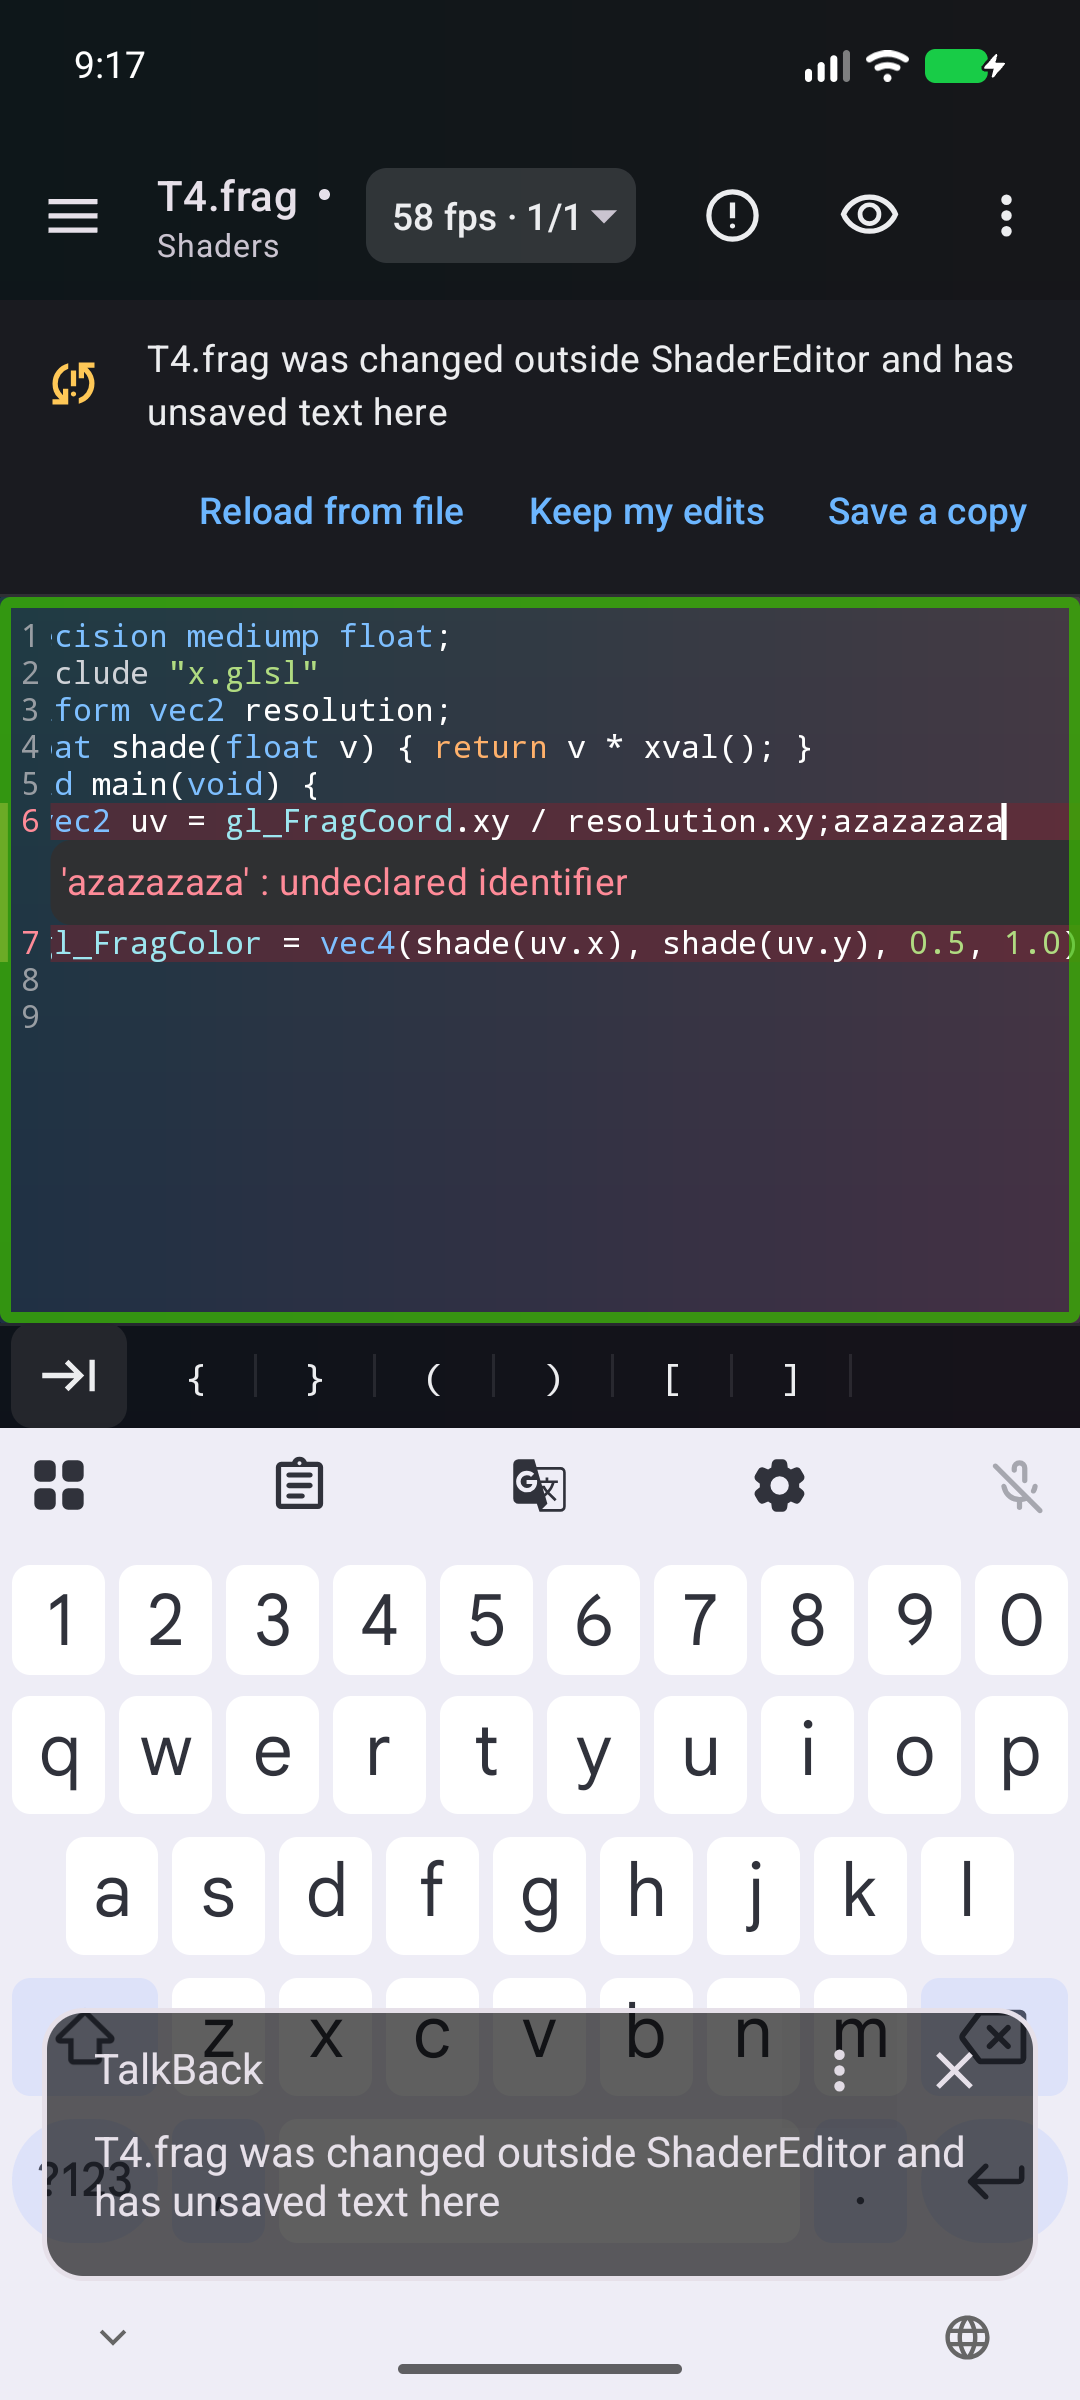 9:17
T4.frag •
Shaders
58 fps · 1/1
T4.frag was changed outside ShaderEditor and has
unsaved text here
Reload from file
Keep my edits
Save a copy
1 cision mediump float;
2 clude "x.glsl"
3 form vec2 resolution;
4 at shade(float v) { return v * xval(); }
5 d main(void) {
6 vec2 uv = gl_FragCoord.xy / resolution.xy;azazazaza
'azazazaza' : undeclared identifier
7 gl_FragColor = vec4(shade(uv.x), shade(uv.y), 0.5, 1.0)
8
9
{ } ( ) [ ]
1 2 3 4 5 6 7 8 9 0
q w e r t y u i o p
a s d f g h j k l
z x c v b n m
TalkBack
?123 , .
T4.frag was changed outside ShaderEditor and
has unsaved text here